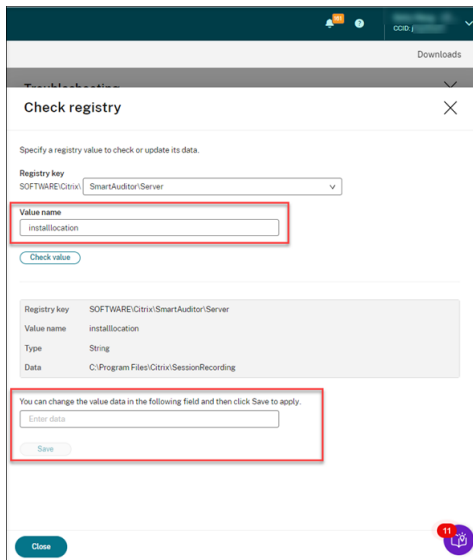 CCID: j
Downloads
Troubleshooting
Check registry
Specify a registry value to check or update its data.
Registry key
SOFTWARE\Citrix\ SmartAuditor\Server
Value name
installlocation
Check value
Registry key SOFTWARE\Citrix\SmartAuditor\Server
Value name installlocation
Type String
Data C:\Program Files\Citrix\SessionRecording
You can change the value data in the following field and then click Save to apply.
Enter data
Save
11
Close